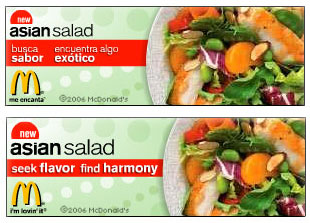 new
asian salad
busca encuentra algo
sabor exótico
me encanta™
©2006 McDonald's
new
asian salad
seek flavor find harmony
i'm lovin' it®
©2006 McDonald's